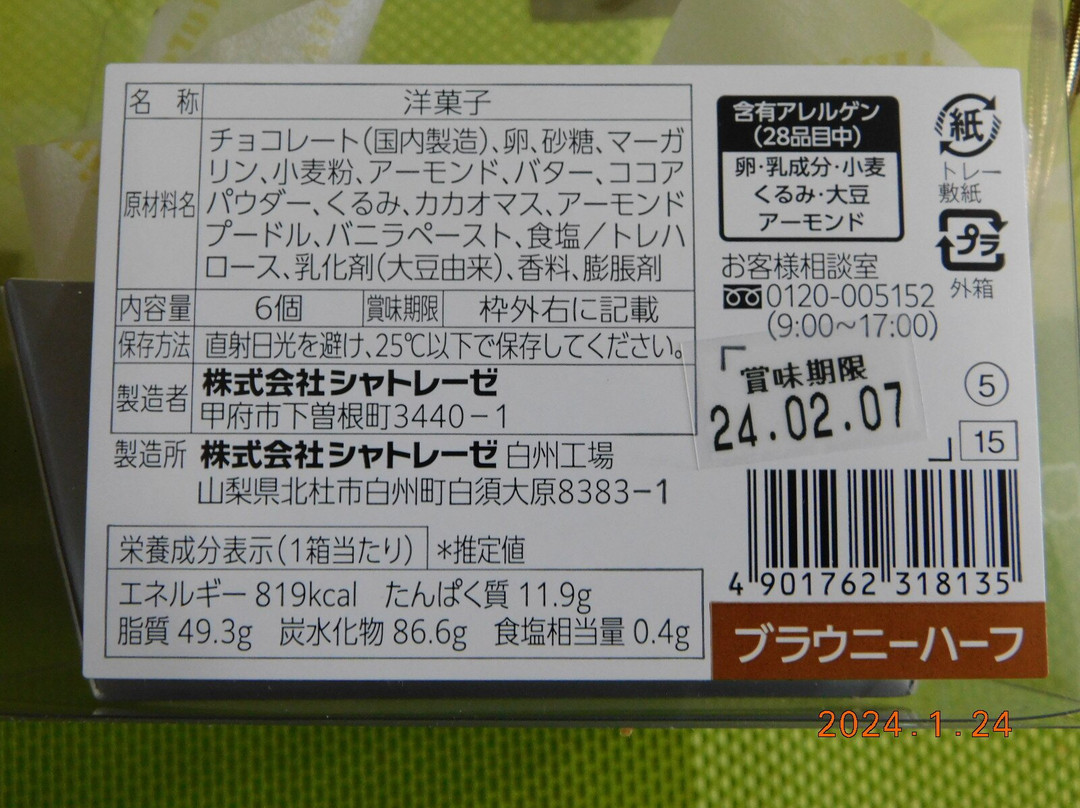 名 称 洋菓子
原材料名
チョコレート(国内製造)、卵、砂糖、マーガ
リン、小麦粉、アーモンド、バター、ココア
パウダー、くるみ、カカオマス、アーモンド
プードル、バニラペースト、食塩／トレハ
ロース、乳化剤(大豆由来)、香料、膨脹剤
内容量 6個 賞味期限 枠外右に記載
保存方法 直射日光を避け、25℃以下で保存してください。
製造者 株式会社シャトレーゼ
甲府市下曽根町3440－1
製造所 株式会社シャトレーゼ 白州工場
山梨県北杜市白州町白須大原8383−1
栄養成分表示(1箱当たり) *推定値
エネルギー 819kcal たんぱく質 11.9g
脂質 49.3g 炭水化物 86.6g 食塩相当量 0.4g
含有アレルゲン
(28品目中)
卵・乳成分・小麦
くるみ・大豆
アーモンド
紙
トレー
敷紙
プラ
外箱
お客様相談室
0120-005152
(9:00〜17:00)
賞味期限
24.02.07
5
15
4 901762 318135
ブラウニーハーフ
2024.1.24